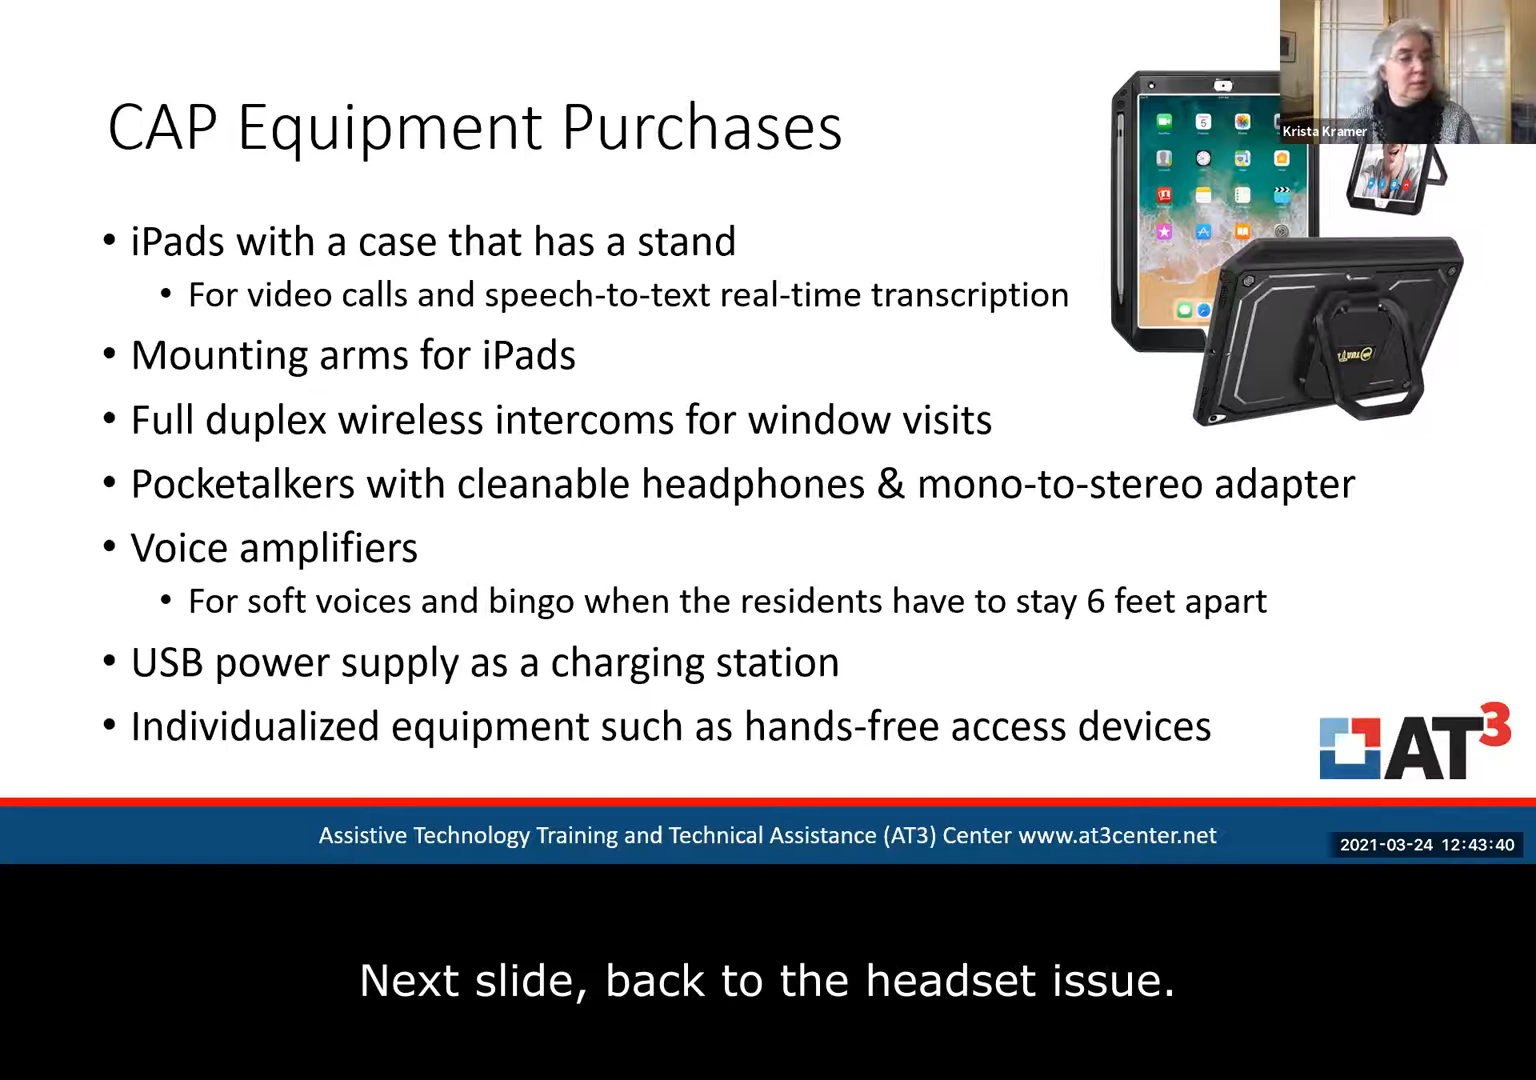 Krista Kramer
CAP Equipment Purchases
• iPads with a case that has a stand
• For video calls and speech-to-text real-time transcription
• Mounting arms for iPads
• Full duplex wireless intercoms for window visits
• Pocketalkers with cleanable headphones & mono-to-stereo adapter
• Voice amplifiers
• For soft voices and bingo when the residents have to stay 6 feet apart
• USB power supply as a charging station
• Individualized equipment such as hands-free access devices
AT3
Assistive Technology Training and Technical Assistance (AT3) Center www.at3center.net
2021-03-24 12:43:40
Next slide, back to the headset issue.